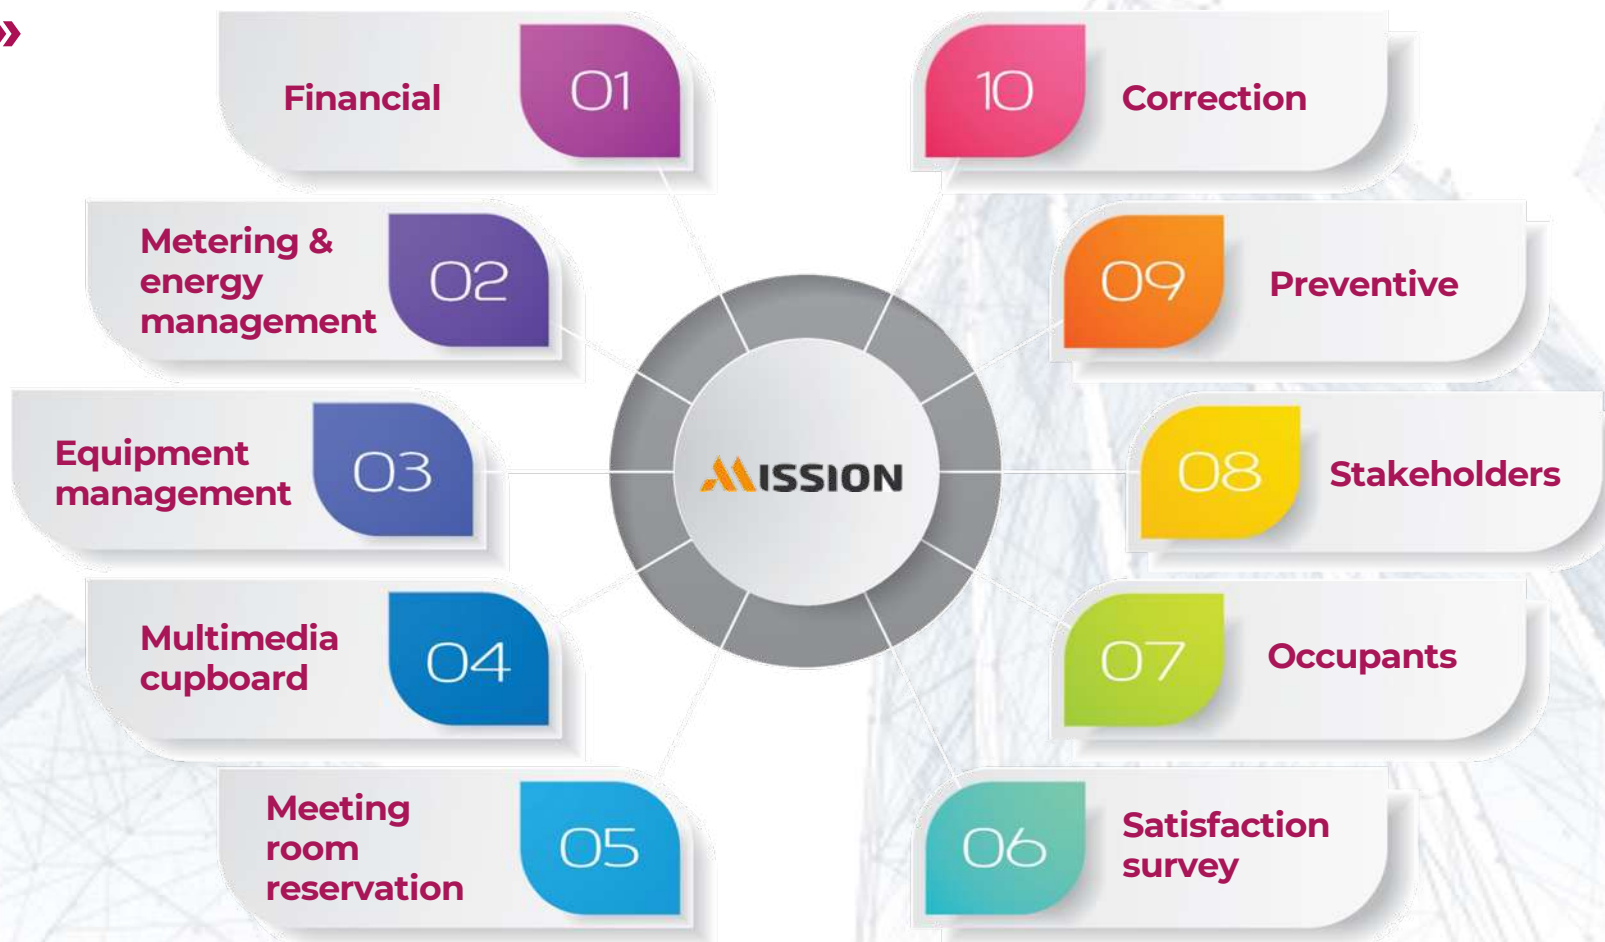 »
Financial
01
Metering &
energy
management
02
Equipment
management
03
Multimedia
cupboard
04
Meeting
room
reservation
05
MISSION
10
Correction
09
Preventive
08
Stakeholders
07
Occupants
06
Satisfaction
survey